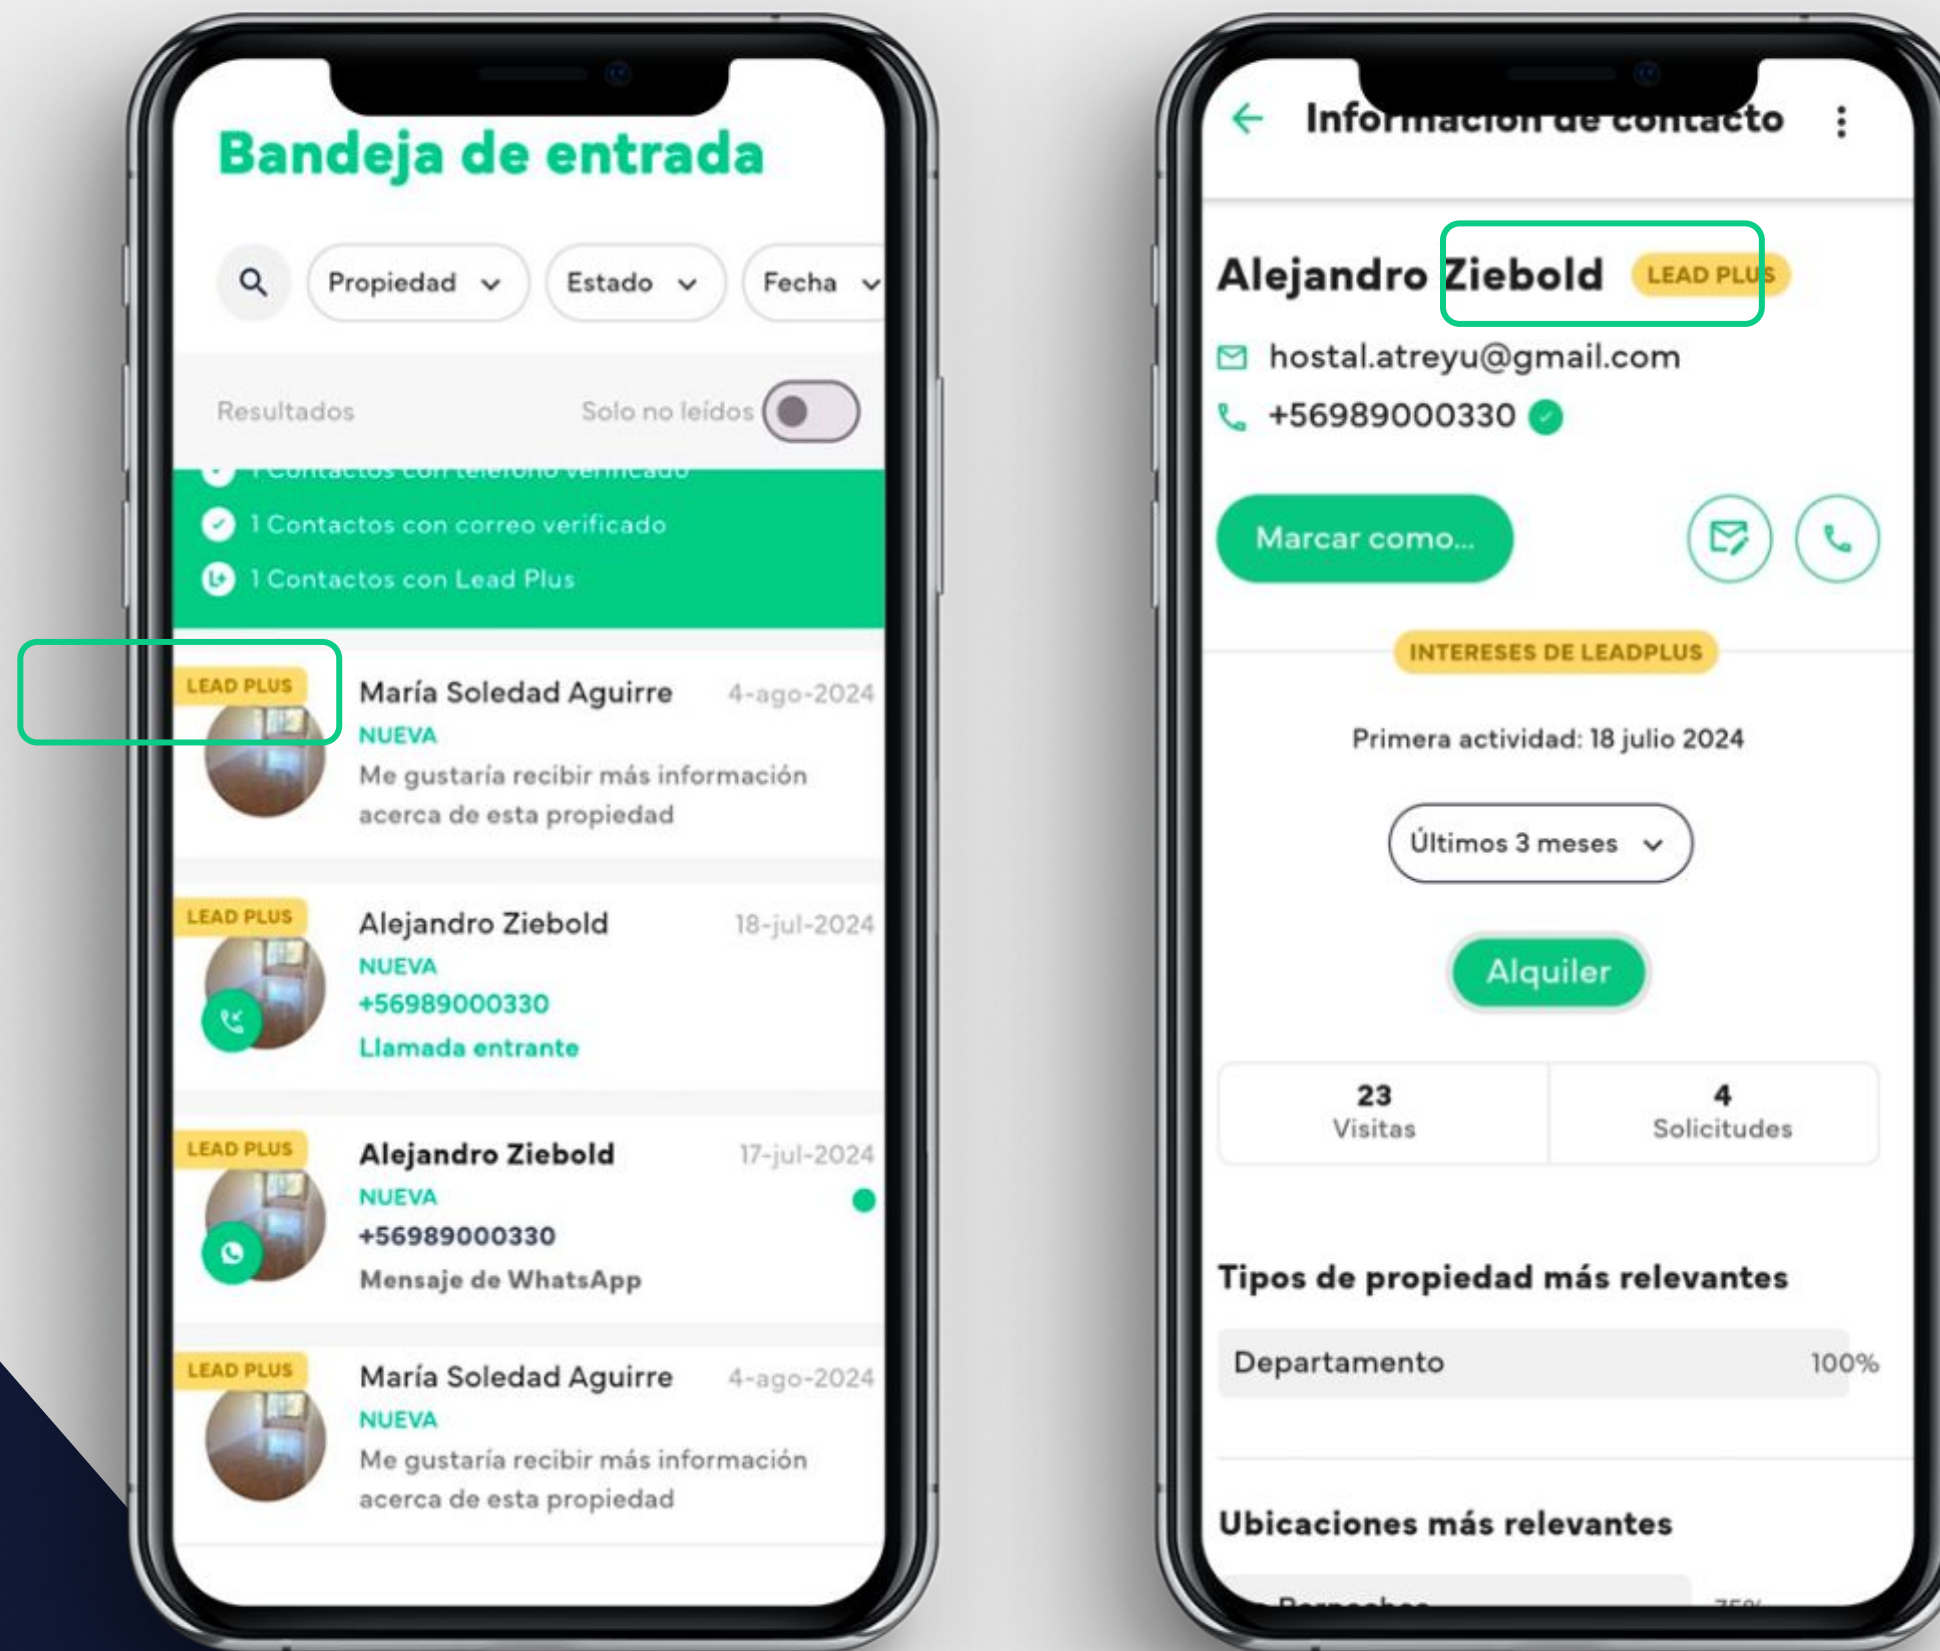 Bandeja de entrada
Propiedad
Estado
Fecha
Resultados
Solo no leídos
1 Contactos con teléfono verificado
1 Contactos con correo verificado
L+ 1 Contactos con Lead Plus
LEAD PLUS
María Soledad Aguirre
4-ago-2024
NUEVA
Me gustaría recibir más información
acerca de esta propiedad
LEAD PLUS
Alejandro Ziebold
18-jul-2024
NUEVA
+56989000330
Llamada entrante
LEAD PLUS
Alejandro Ziebold
17-jul-2024
NUEVA
+56989000330
Mensaje de WhatsApp
LEAD PLUS
María Soledad Aguirre
4-ago-2024
NUEVA
Me gustaría recibir más información
acerca de esta propiedad
Información de contacto
Alejandro Ziebold
LEAD PLUS
hostal.atreyu@gmail.com
+56989000330
Marcar como...
INTERESES DE LEADPLUS
Primera actividad: 18 julio 2024
Últimos 3 meses
Alquiler
23
Visitas
4
Solicitudes
Tipos de propiedad más relevantes
Departamento
100%
Ubicaciones más relevantes
75%